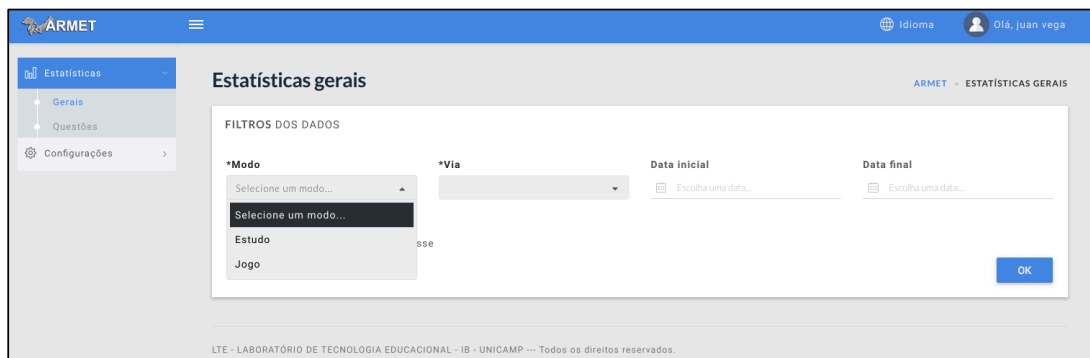 ARMET
Idioma
Olá, juan vega
Estatísticas
Gerais
Questões
Configurações
Estatísticas gerais
ARMET ESTATÍSTICAS GERAIS
FILTROS DOS DADOS
*Modo *Via Data inicial Data final
Selecione um modo... Escolha uma data... Escolha uma data...
Selecione um modo...
Estudo
Jogo
OK
LTE - LABORATÓRIO DE TECNOLOGIA EDUCACIONAL - IB - UNICAMP --- Todos os direitos reservados.